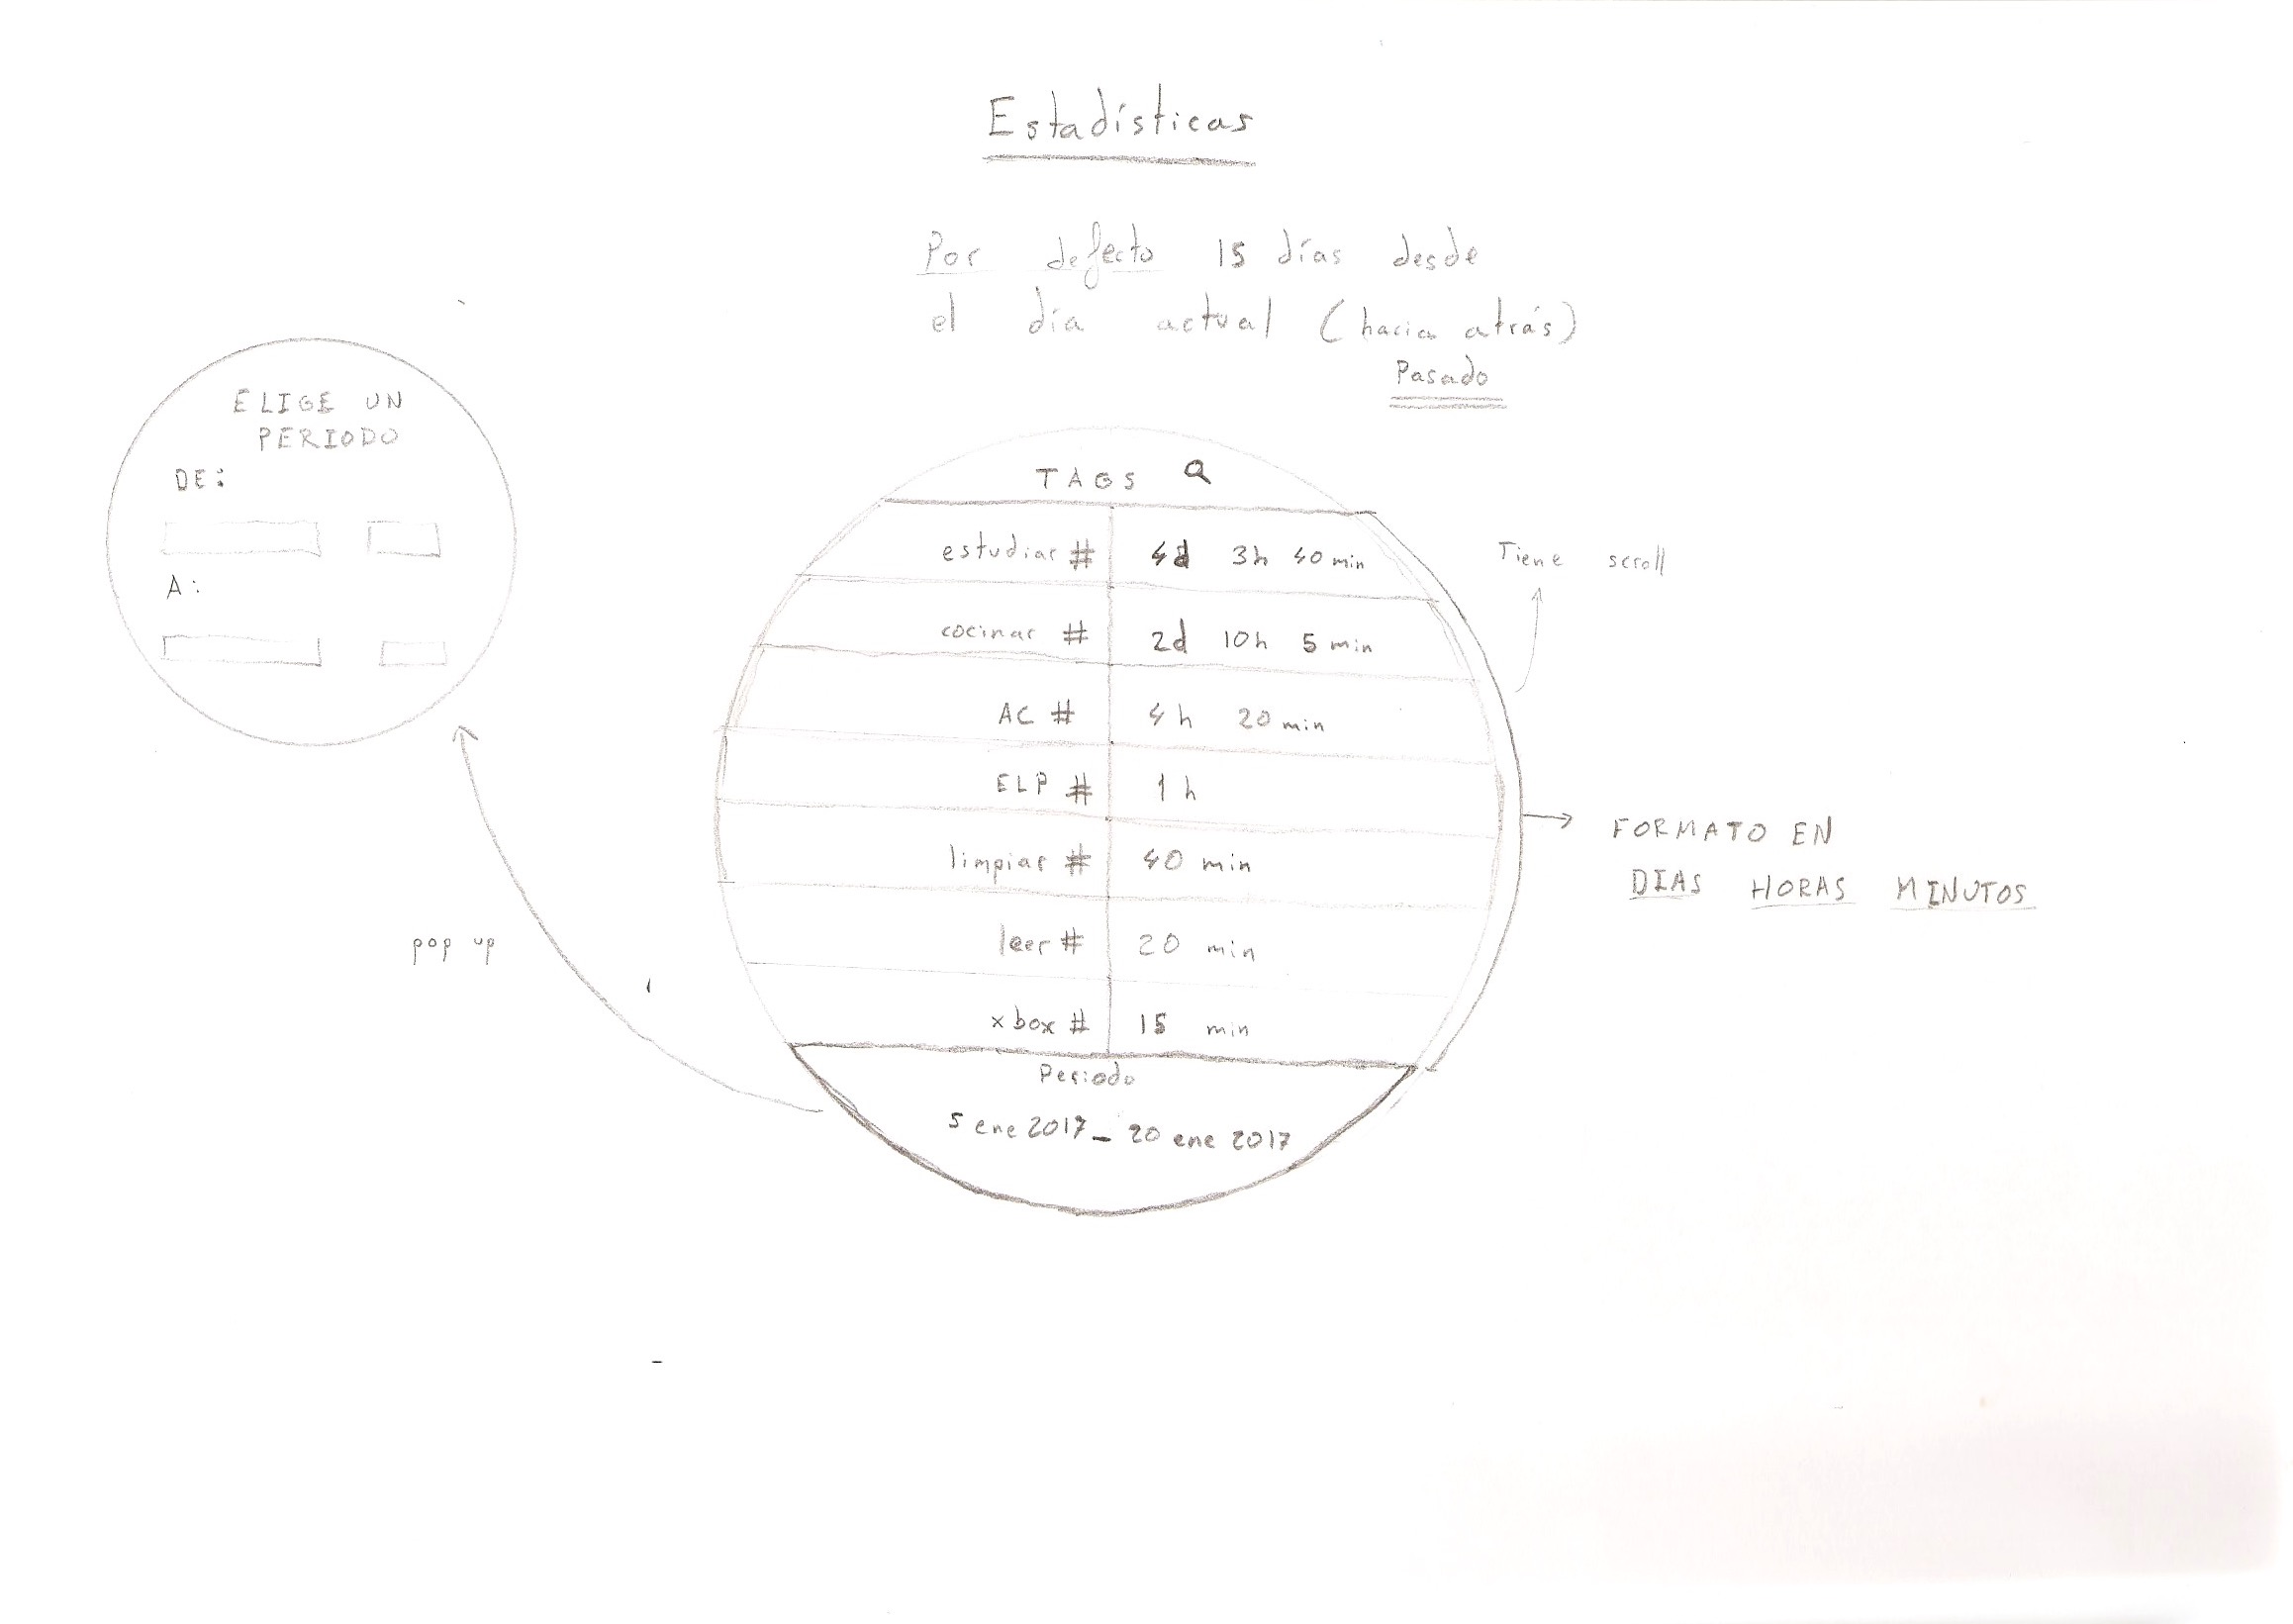 Estadísticas
Por defecto 15 días desde
el día actual (hacia atrás)
Pasado
ELIGE UN
PERIODO
DE:
A:
pop up
TAGS
estudiar # 4d 3h 40 min
cocinar # 2d 10h 5 min
AC # 4h 20 min
ELP # 1h
limpiar # 40 min
leer # 20 min
xbox # 15 min
Periodo
5 ene 2017 - 20 ene 2017
Tiene scroll
FORMATO EN
DIAS HORAS MINUTOS